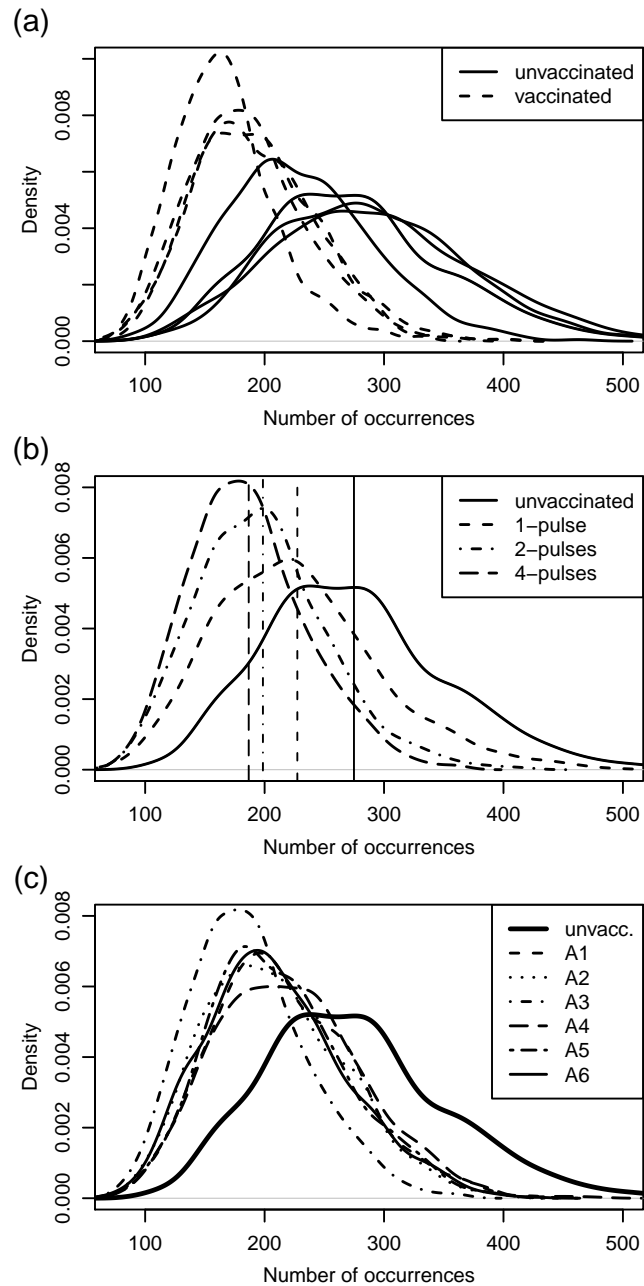 (a)
unvaccinated
vaccinated
0.000 0.004 0.008
Density
100 200 300 400 500
Number of occurrences
(b)
unvaccinated
1−pulse
2−pulses
4−pulses
0.000 0.002 0.004 0.006 0.008
Density
100 200 300 400 500
Number of occurrences
(c)
unvacc.
A1
A2
A3
A4
A5
A6
0.000 0.002 0.004 0.006 0.008
Density
100 200 300 400 500
Number of occurrences